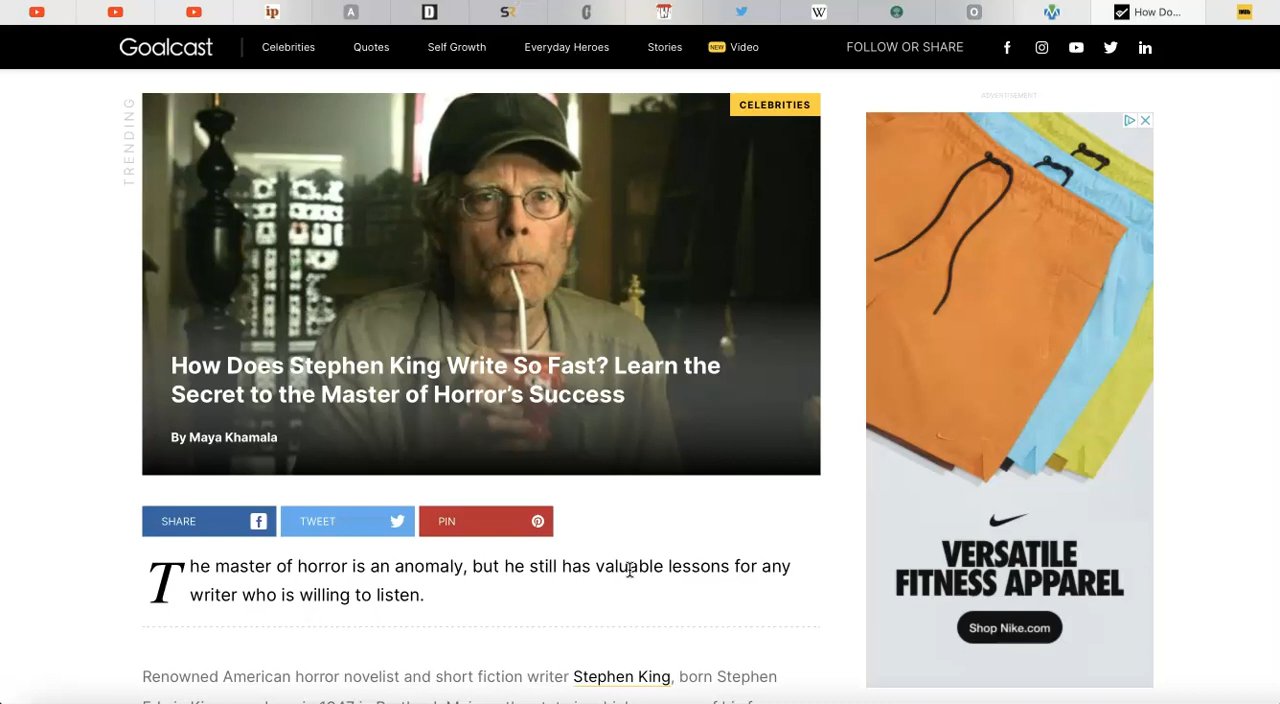 ip
A
D
SR
W
O
How Do...
Goalcast
Celebrities
Quotes
Self Growth
Everyday Heroes
Stories
NEW Video
FOLLOW OR SHARE
TRENDING
CELEBRITIES
How Does Stephen King Write So Fast? Learn the
Secret to the Master of Horror's Success
By Maya Khamala
SHARE
TWEET
PIN
The master of horror is an anomaly, but he still has valuable lessons for any
writer who is willing to listen.
Renowned American horror novelist and short fiction writer Stephen King, born Stephen
ADVERTISEMENT
VERSATILE
FITNESS APPAREL
Shop Nike.com